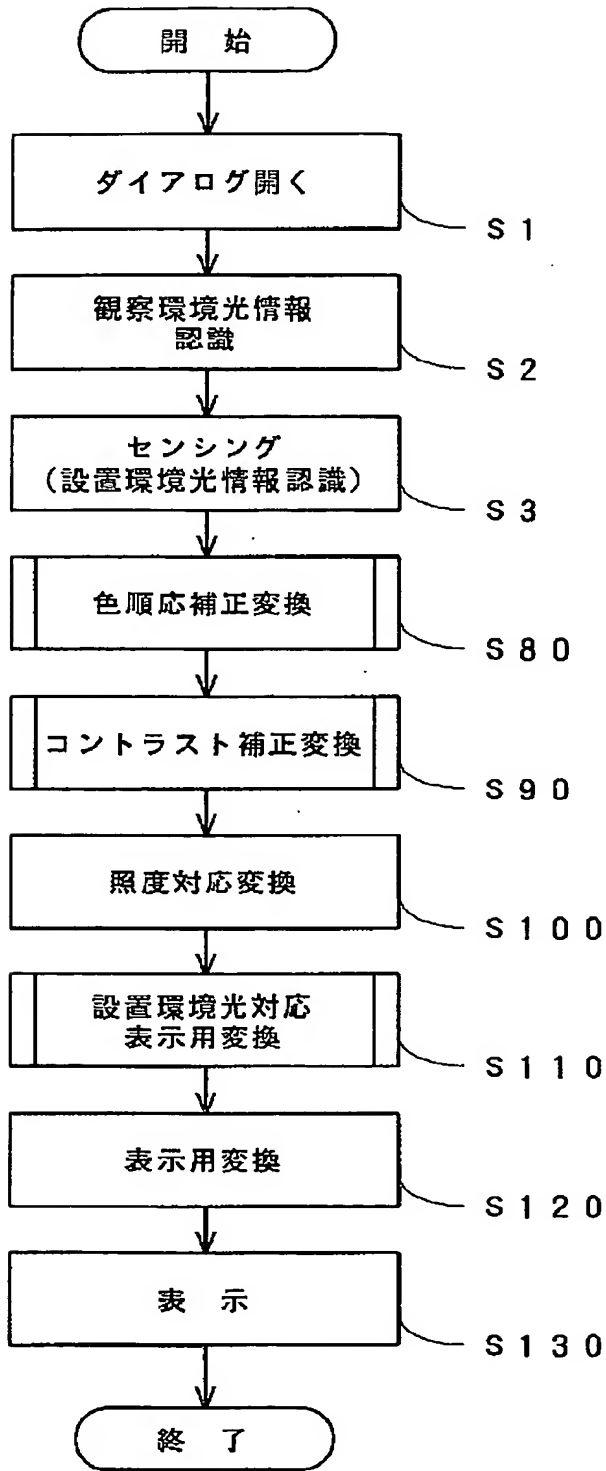 開 始
ダイアログ開く
S1
観察環境光情報
認識
S2
センシング
(設置環境光情報認識)
S3
色順応補正変換
S80
コントラスト補正変換
S90
照度対応変換
S100
設置環境光対応
表示用変換
S110
表示用変換
S120
表 示
S130
終 了